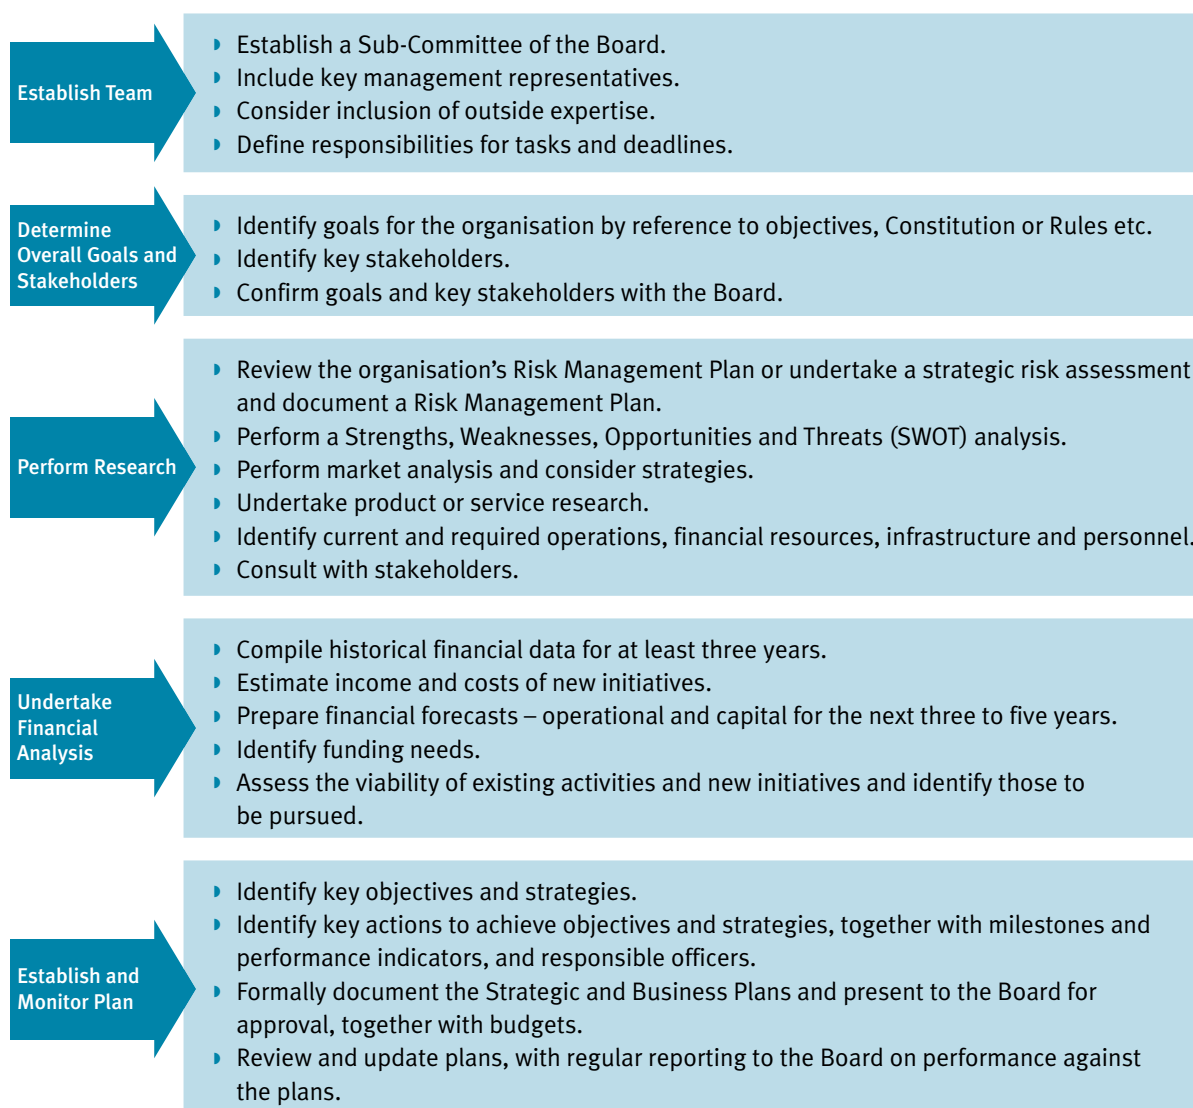 Establish Team
◗ Establish a Sub-Committee of the Board.
◗ Include key management representatives.
◗ Consider inclusion of outside expertise.
◗ Define responsibilities for tasks and deadlines.
Determine
Overall Goals and
Stakeholders
◗ Identify goals for the organisation by reference to objectives, Constitution or Rules etc.
◗ Identify key stakeholders.
◗ Confirm goals and key stakeholders with the Board.
Perform Research
◗ Review the organisation’s Risk Management Plan or undertake a strategic risk assessment
and document a Risk Management Plan.
◗ Perform a Strengths, Weaknesses, Opportunities and Threats (SWOT) analysis.
◗ Perform market analysis and consider strategies.
◗ Undertake product or service research.
◗ Identify current and required operations, financial resources, infrastructure and personnel.
◗ Consult with stakeholders.
Undertake
Financial
Analysis
◗ Compile historical financial data for at least three years.
◗ Estimate income and costs of new initiatives.
◗ Prepare financial forecasts – operational and capital for the next three to five years.
◗ Identify funding needs.
◗ Assess the viability of existing activities and new initiatives and identify those to
be pursued.
Establish and
Monitor Plan
◗ Identify key objectives and strategies.
◗ Identify key actions to achieve objectives and strategies, together with milestones and
performance indicators, and responsible officers.
◗ Formally document the Strategic and Business Plans and present to the Board for
approval, together with budgets.
◗ Review and update plans, with regular reporting to the Board on performance against
the plans.